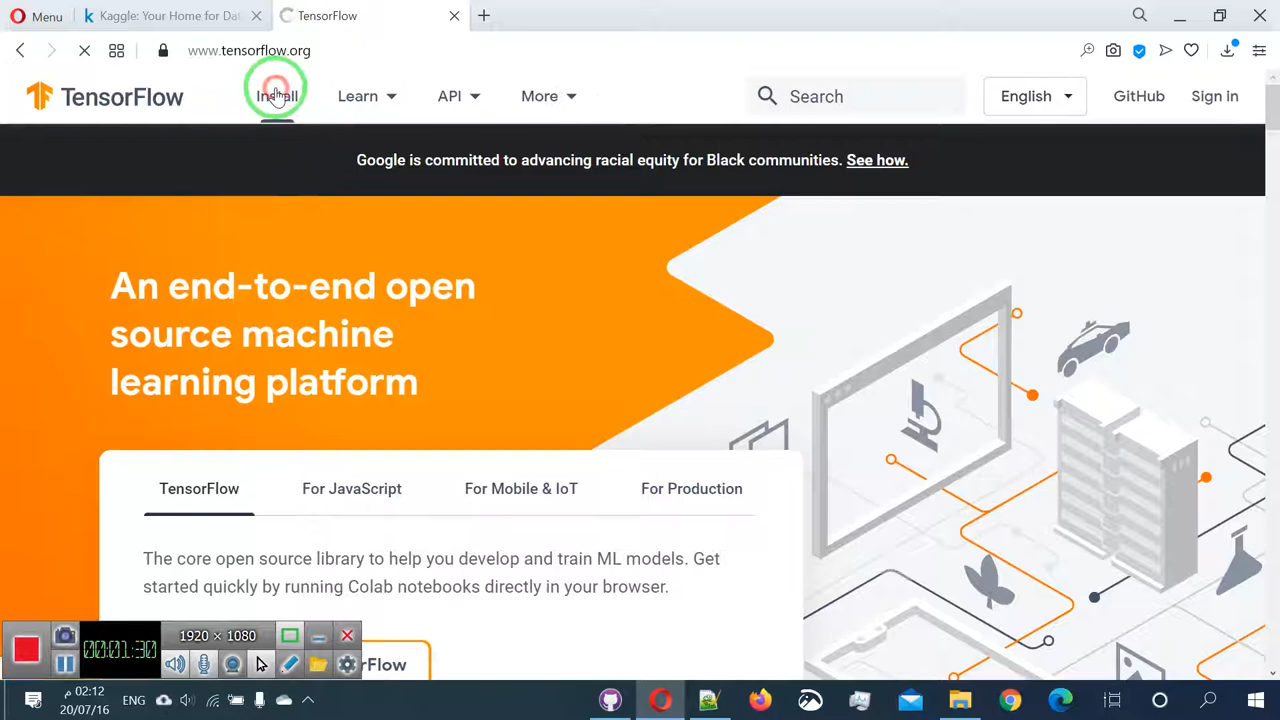 Menu
Kaggle: Your Home for Dat
TensorFlow
www.tensorflow.org
TensorFlow
Install
Learn
API
More
Search
English
GitHub
Sign in
Google is committed to advancing racial equity for Black communities. See how.
An end-to-end open
source machine
learning platform
TensorFlow
For JavaScript
For Mobile & IoT
For Production
The core open source library to help you develop and train ML models. Get
started quickly by running Colab notebooks directly in your browser.
rFlow
00:01:30
1920 × 1080
02:12 م
ENG
20/07/16